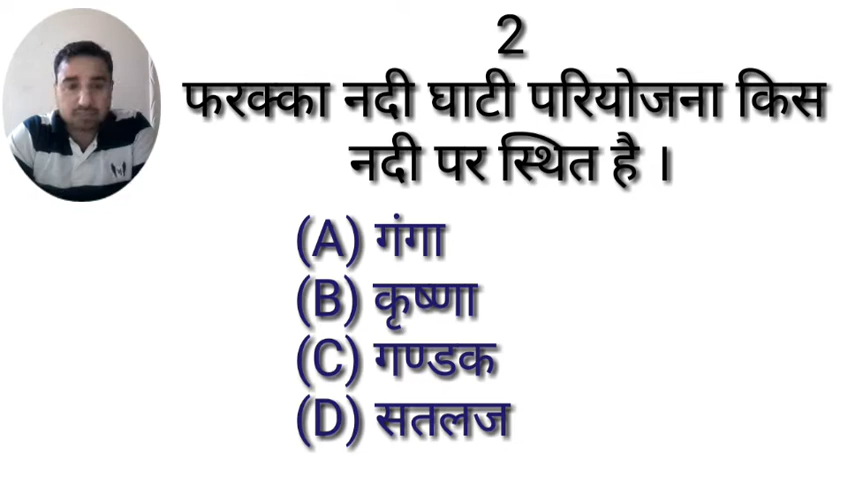 2
फरक्का नदी घाटी परियोजना किस
नदी पर स्थित है ।
(A) गंगा
(B) कृष्णा
(C) गण्डक
(D) सतलज